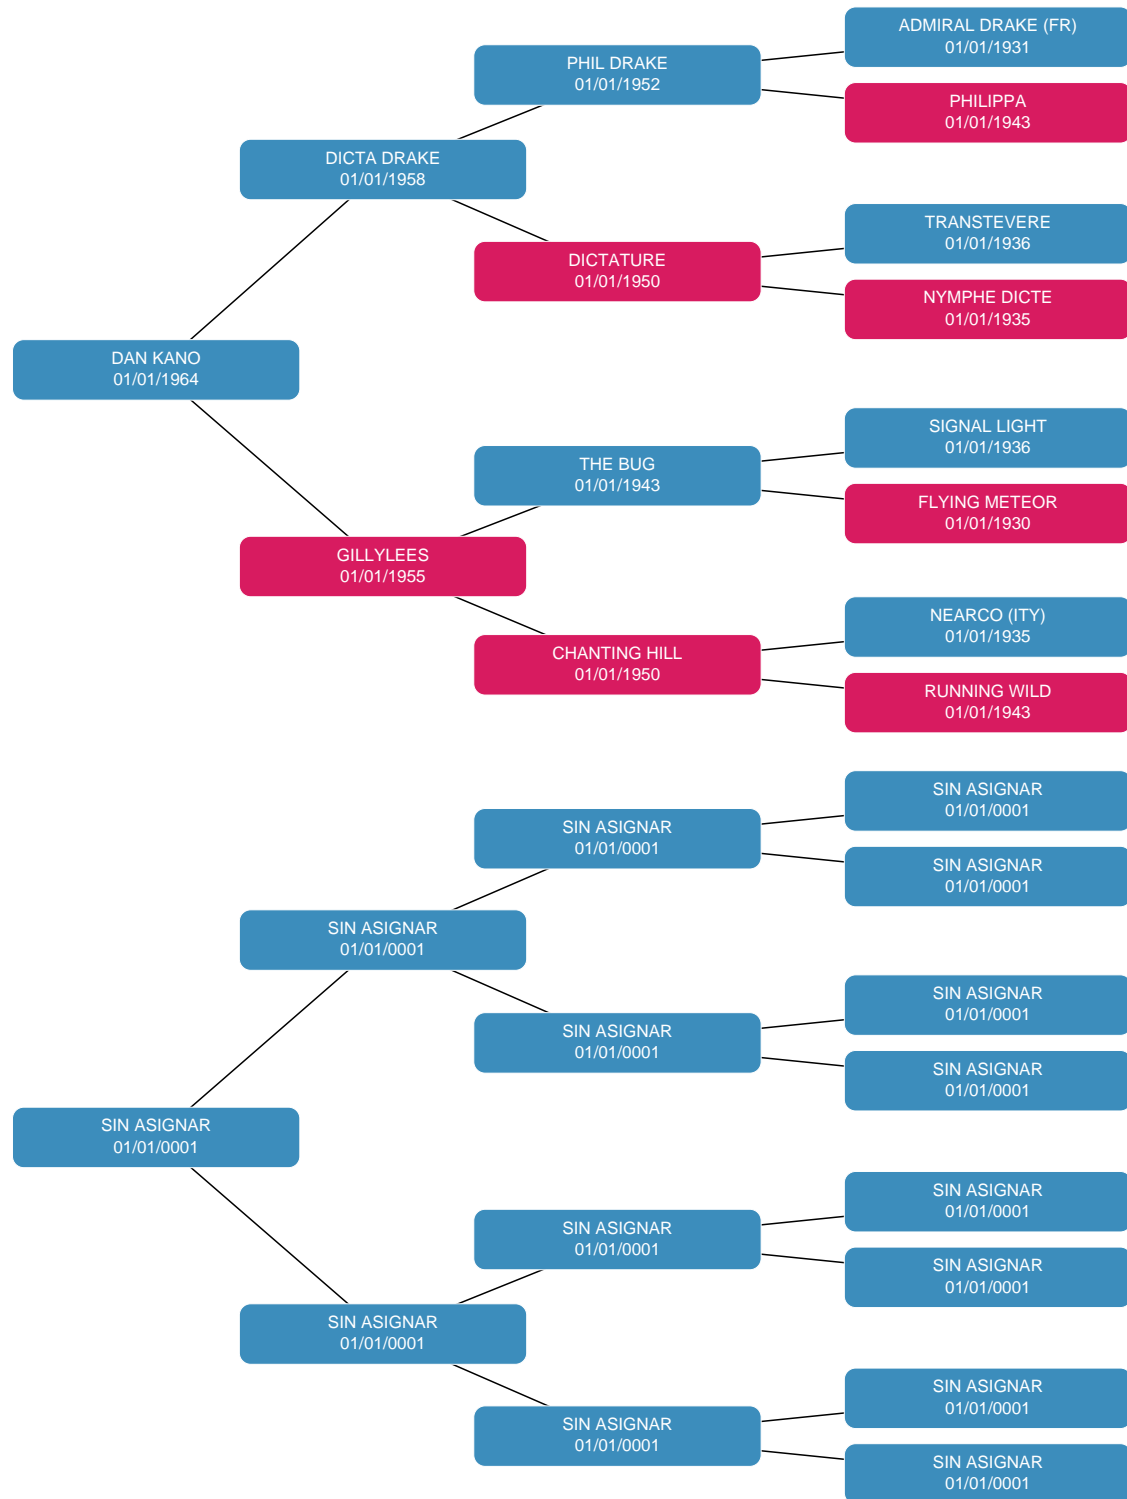 ADMIRAL DRAKE (FR)
01/01/1931
PHIL DRAKE
01/01/1952
PHILIPPA
01/01/1943
DICTA DRAKE
01/01/1958
TRANSTEVERE
01/01/1936
DICTATURE
01/01/1950
NYMPHE DICTE
01/01/1935
DAN KANO
01/01/1964
SIGNAL LIGHT
01/01/1936
THE BUG
01/01/1943
FLYING METEOR
01/01/1930
GILLYLEES
01/01/1955
NEARCO (ITY)
01/01/1935
CHANTING HILL
01/01/1950
RUNNING WILD
01/01/1943
SIN ASIGNAR
01/01/0001
SIN ASIGNAR
01/01/0001
SIN ASIGNAR
01/01/0001
SIN ASIGNAR
01/01/0001
SIN ASIGNAR
01/01/0001
SIN ASIGNAR
01/01/0001
SIN ASIGNAR
01/01/0001
SIN ASIGNAR
01/01/0001
SIN ASIGNAR
01/01/0001
SIN ASIGNAR
01/01/0001
SIN ASIGNAR
01/01/0001
SIN ASIGNAR
01/01/0001
SIN ASIGNAR
01/01/0001
SIN ASIGNAR
01/01/0001
SIN ASIGNAR
01/01/0001